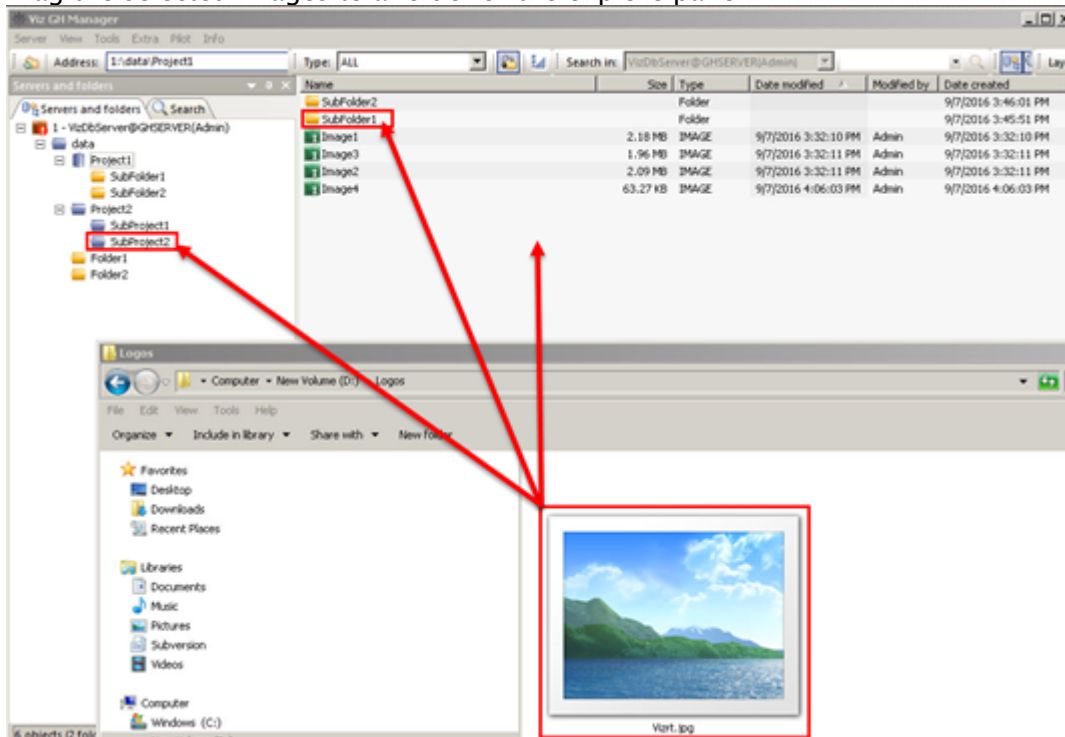 Viz GH Manager
Server View Tools Extra Pilot Info
Address: 1:\data\Project1 Type: ALL Search in: VizDbServer@GHSERVER(Admin) Lay
Servers and folders Name Size Type Date modified Modified by Date created
Servers and folders Search SubFolder2 Folder 9/7/2016 3:46:01 PM
1 - VizDbServer@GHSERVER(Admin) SubFolder1 Folder 9/7/2016 3:45:51 PM
data Image1 2.18 MB IMAGE 9/7/2016 3:32:10 PM Admin 9/7/2016 3:32:10 PM
Project1 Image3 1.96 MB IMAGE 9/7/2016 3:32:11 PM Admin 9/7/2016 3:32:11 PM
SubFolder1 Image2 2.09 MB IMAGE 9/7/2016 3:32:11 PM Admin 9/7/2016 3:32:11 PM
SubFolder2 Image4 63.27 KB IMAGE 9/7/2016 4:06:03 PM Admin 9/7/2016 4:06:03 PM
Project2
SubProject1
SubProject2
Folder1
Folder2
Logos
Computer New Volume (D:) Logos
File Edit View Tools Help
Organize Include in library Share with New folder
Favorites
Desktop
Downloads
Recent Places
Libraries
Documents
Music
Pictures
Subversion
Videos
Computer
Windows (C:)
Vizrt.jpg